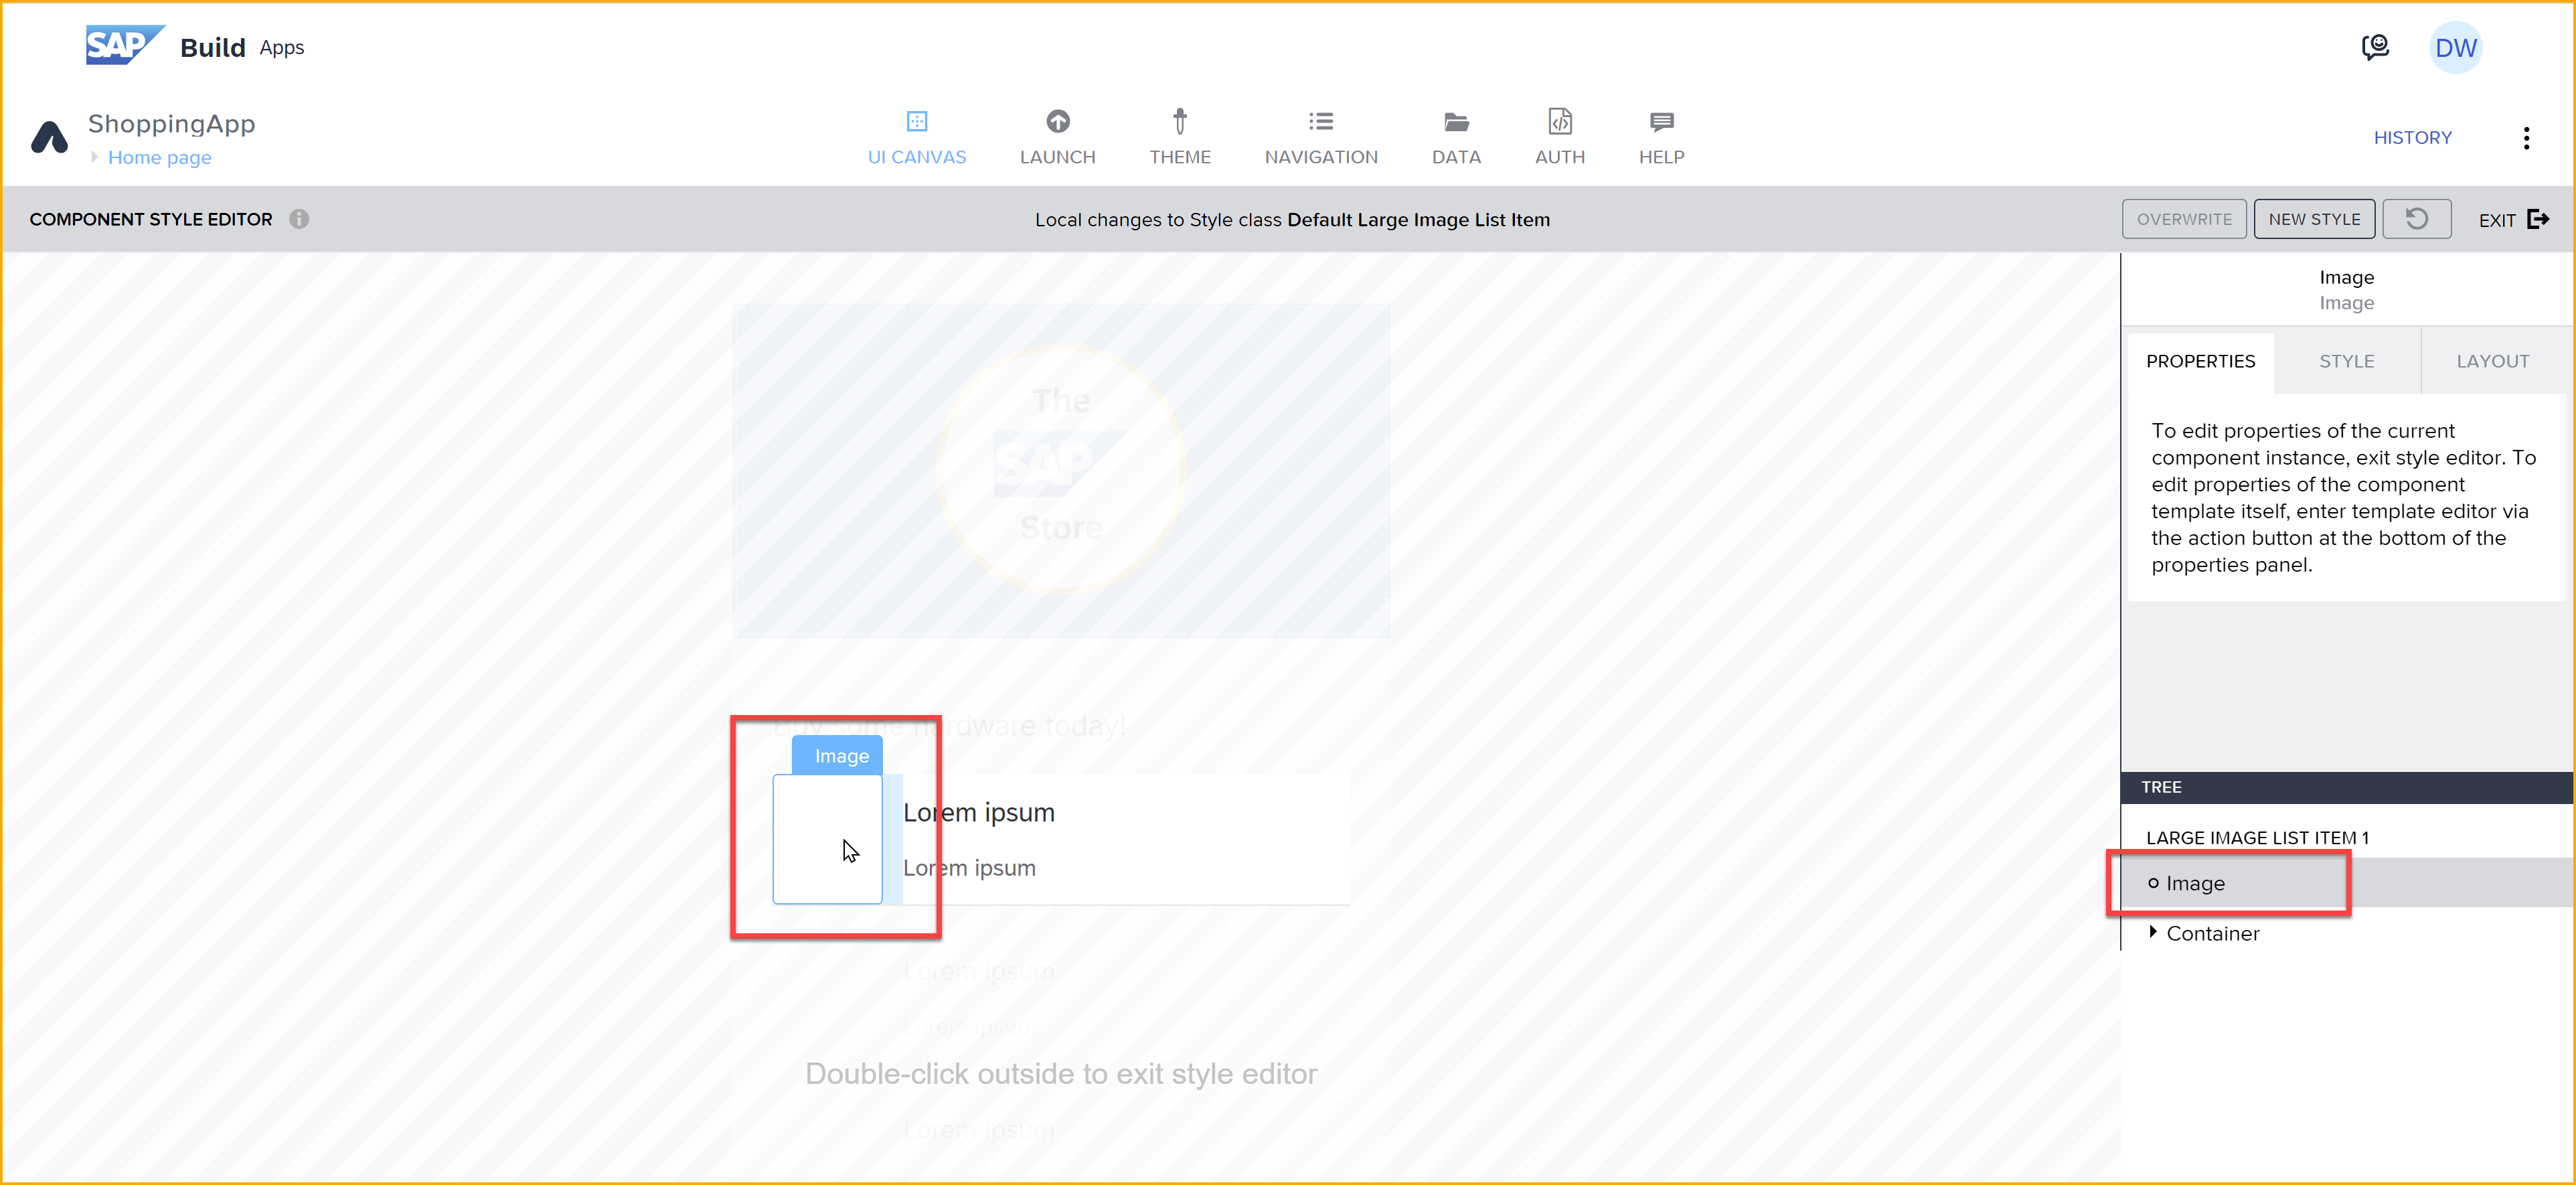 SAP Build Apps
DW
ShoppingApp
Home page
UI CANVAS
LAUNCH
THEME
NAVIGATION
DATA
AUTH
HELP
HISTORY
COMPONENT STYLE EDITOR
Local changes to Style class Default Large Image List Item
OVERWRITE
NEW STYLE
EXIT
Image
Image
PROPERTIES
STYLE
LAYOUT
To edit properties of the current
component instance, exit style editor. To
edit properties of the component
template itself, enter template editor via
the action button at the bottom of the
properties panel.
The
SAP
Store
Buy some hardware today!
Image
Lorem ipsum
Lorem ipsum
Lorem ipsum
Lorem ipsum
Double-click outside to exit style editor
Lorem ipsum
TREE
LARGE IMAGE LIST ITEM 1
Image
Container